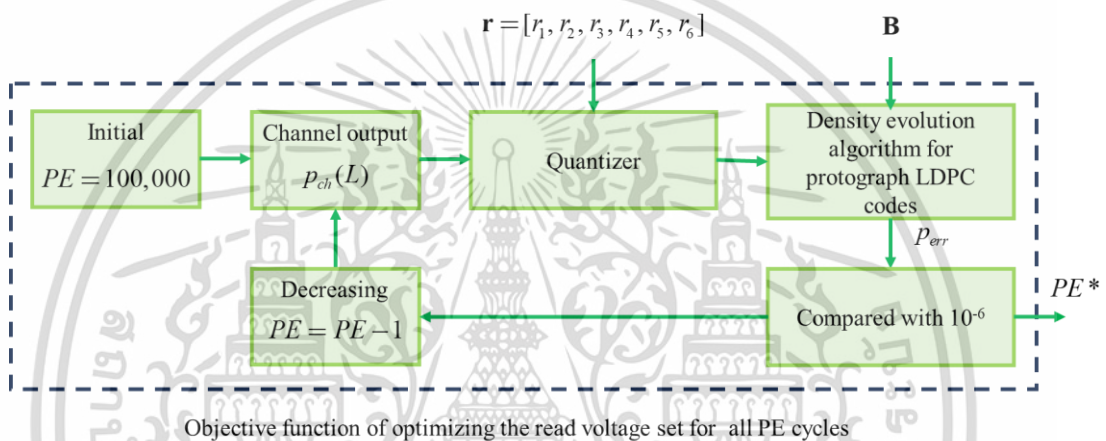 r = [r₁, r₂, r₃, r₄, r₅, r₆]
B
Initial
PE = 100,000
Channel output
p_ch(L)
Quantizer
Density evolution
algorithm for
protograph LDPC
codes
p_err
Decreasing
PE = PE − 1
Compared with 10⁻⁶
PE*
Objective function of optimizing the read voltage set for all PE cycles